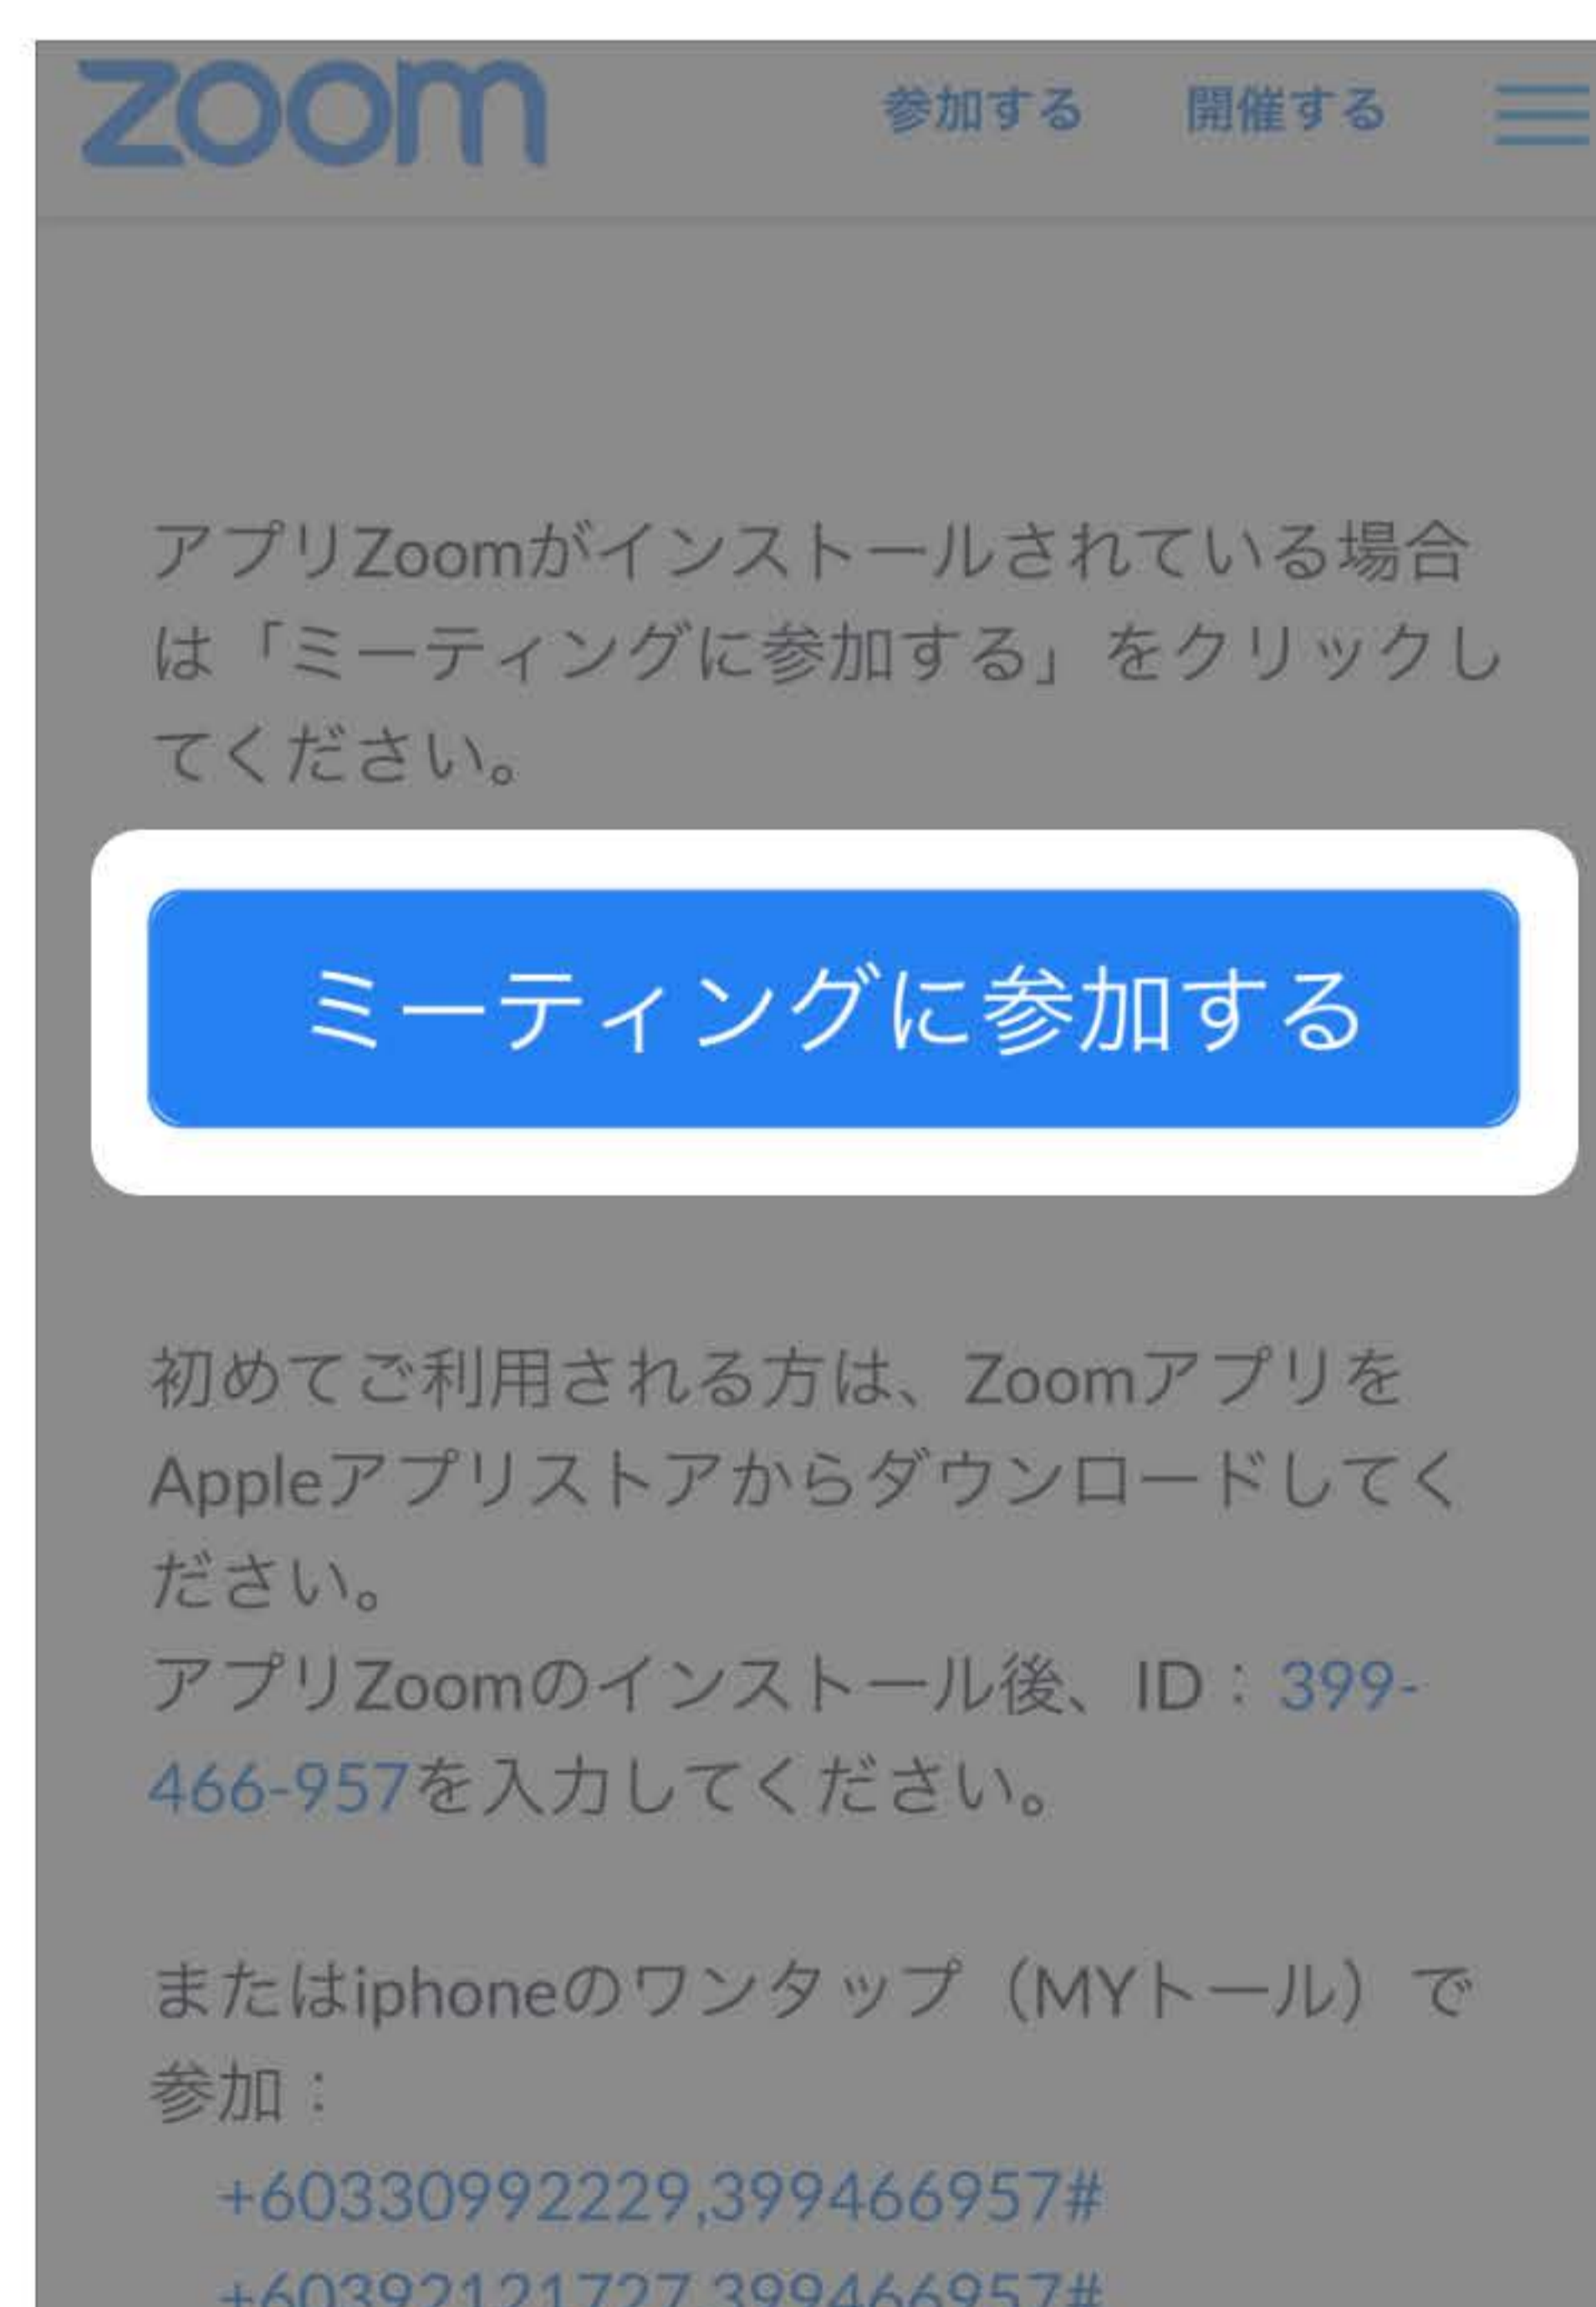 zoom 参加する 開催する
アプリZoomがインストールされている場合
は「ミーティングに参加する」をクリックし
てください。
ミーティングに参加する
初めてご利用される方は、Zoomアプリを
Appleアプリストアからダウンロードしてく
ださい。
アプリZoomのインストール後、ID：399-
466-957を入力してください。
またはiphoneのワンタップ（MYトール）で
参加：
+60330992229,399466957#
+60392121727,399466957#